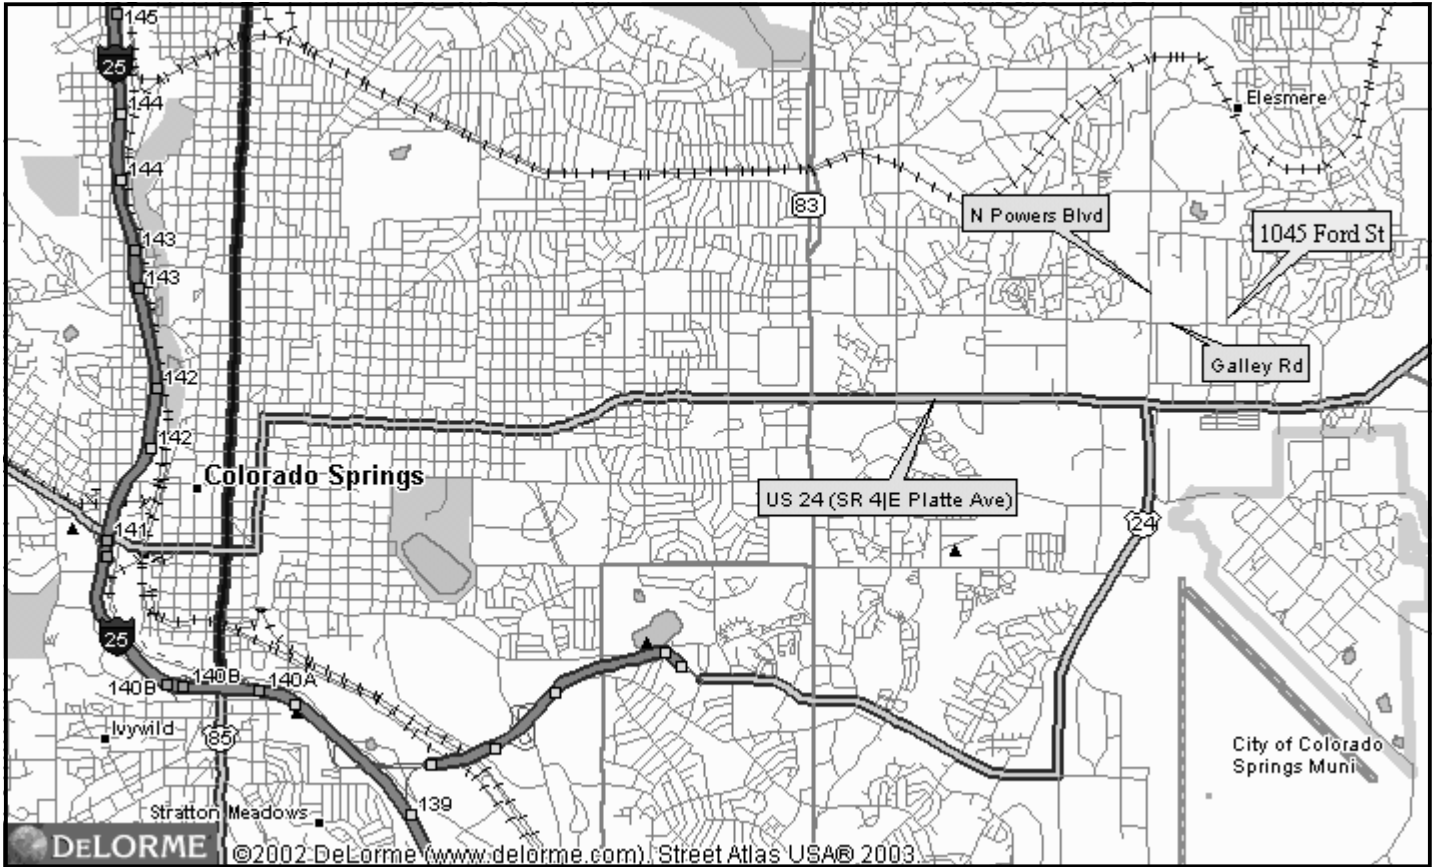 145
25
144
Elesmere
144
83
N Powers Blvd
1045 Ford St
143
143
Galley Rd
142
142
Colorado Springs
US 24 (SR 4|E Platte Ave)
24
141
25
140B
140B
140A
Ivywild
85
City of Colorado
Springs Muni
139
Stratton Meadows
DELORME
©2002 DeLorme (www.delorme.com). Street Atlas USA® 2003.